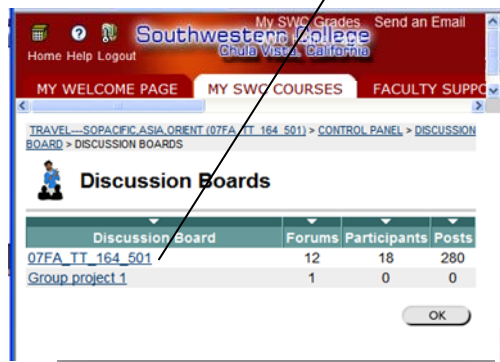 My SWC Grades Send an Email
Southwestern College
Chula Vista, California
Home Help Logout
MY WELCOME PAGE MY SWC COURSES FACULTY SUPPO
TRAVEL---SOPACIFIC,ASIA,ORIENT (07FA_TT_164_501) > CONTROL PANEL > DISCUSSION
BOARD > DISCUSSION BOARDS
Discussion Boards
Discussion Board Forums Participants Posts
07FA_TT_164_501 12 18 280
Group project 1 1 0 0
OK